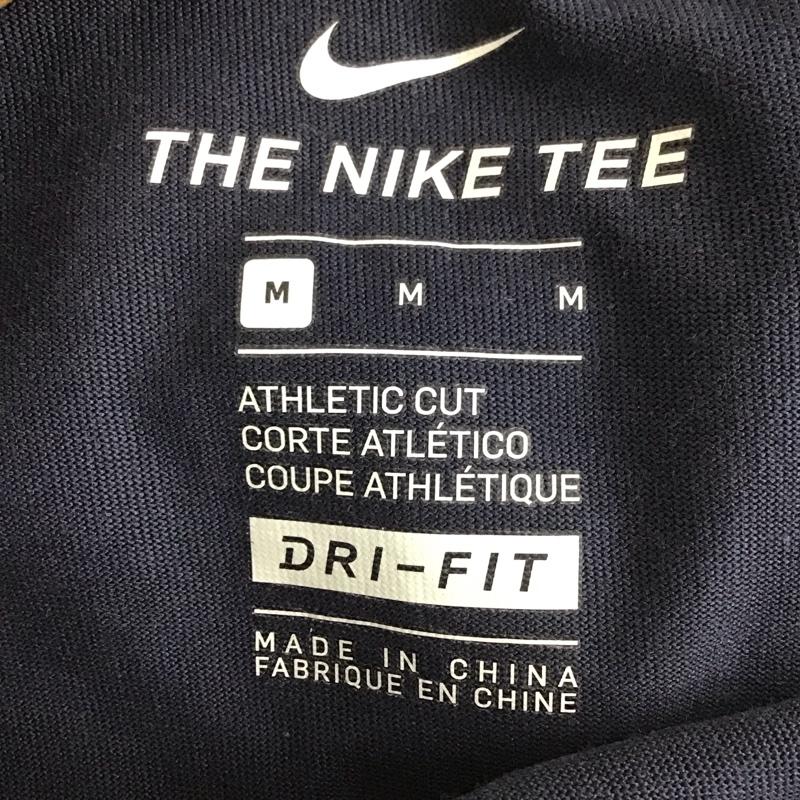 THE NIKE TEE
M M M
ATHLETIC CUT
CORTE ATLÉTICO
COUPE ATHLÉTIQUE
DRI-FIT
MADE IN CHINA
FABRIQUE EN CHINE